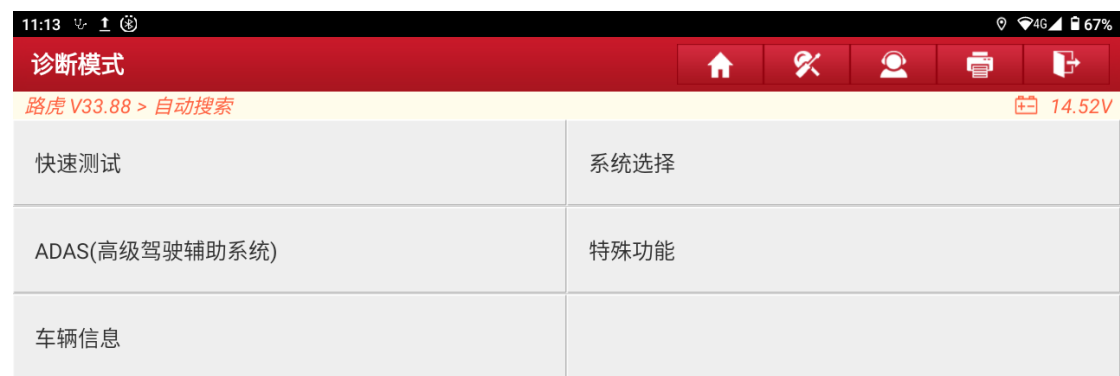 11:13 4G 67%
诊断模式
路虎 V33.88 > 自动搜索 14.52V
快速测试 系统选择
ADAS(高级驾驶辅助系统) 特殊功能
车辆信息